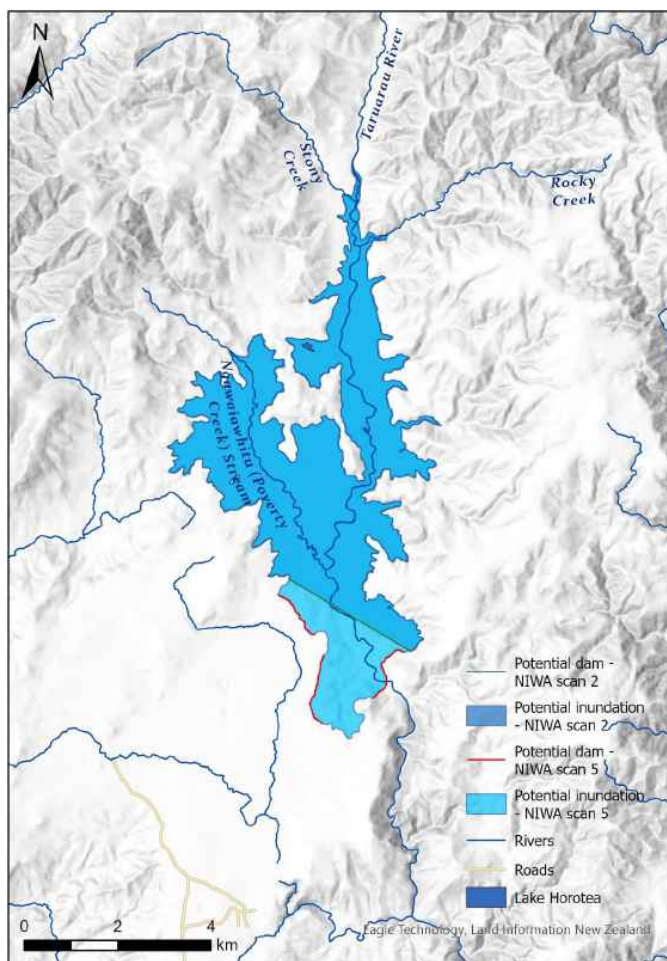 N
Taruarau River
Stony
Creek
Rocky
Creek
Ngawaiawhitu (Poverty
Creek) Stream
Potential dam -
NIWA scan 2
Potential inundation
- NIWA scan 2
Potential dam -
NIWA scan 5
Potential inundation
- NIWA scan 5
Rivers
Roads
Lake Horotea
0 2 4
km
Eagle Technology, Land Information New Zealand